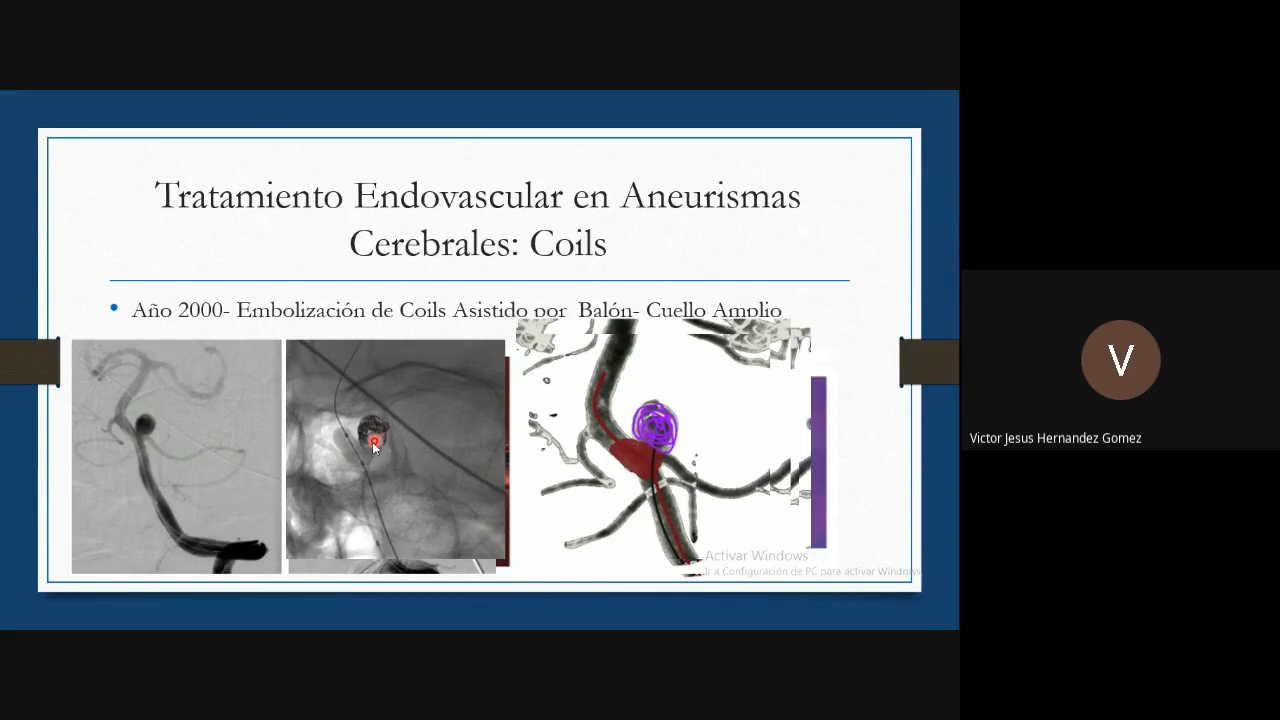 Tratamiento Endovascular en Aneurismas
Cerebrales: Coils
• Año 2000- Embolización de Coils Asistido por Balón- Cuello Amplio
Activar Windows
Ir a Configuración de PC para activar Windows
V
Victor Jesus Hernandez Gomez